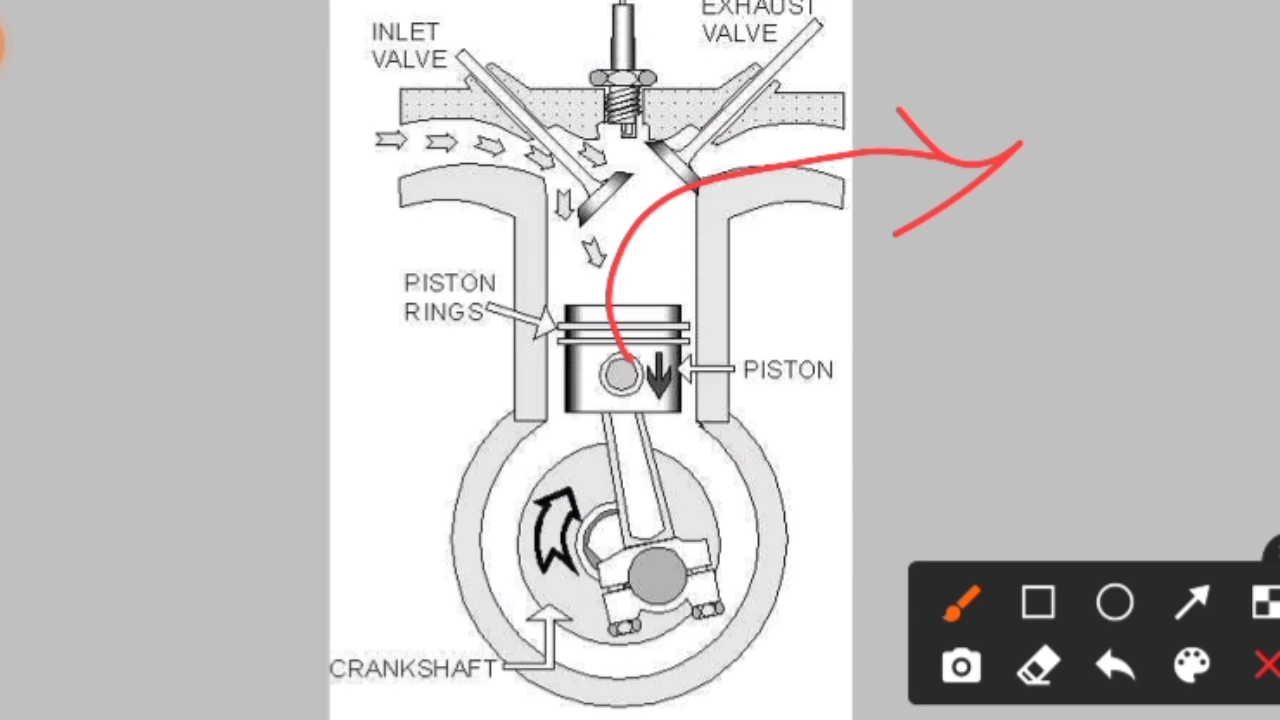 INLET
VALVE
EXHAUST
VALVE
PISTON
RINGS
PISTON
CRANKSHAFT